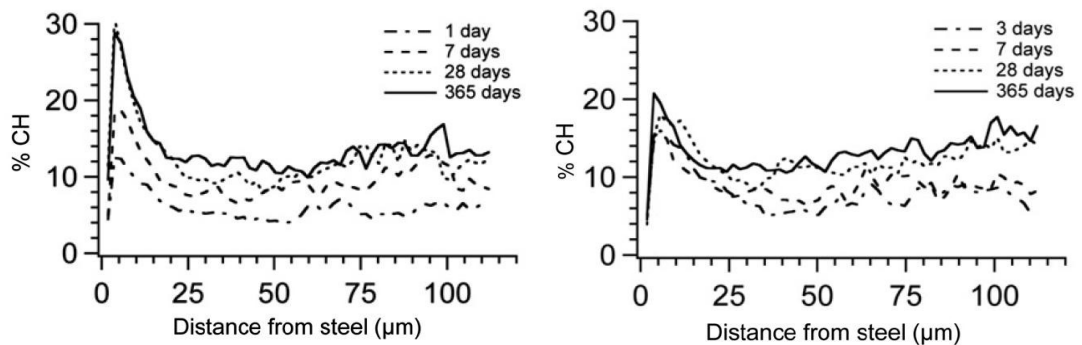 30
20
10
0
% CH
1 day
7 days
28 days
365 days
0 25 50 75 100
Distance from steel (µm)
30
20
10
0
% CH
3 days
7 days
28 days
365 days
0 25 50 75 100
Distance from steel (µm)